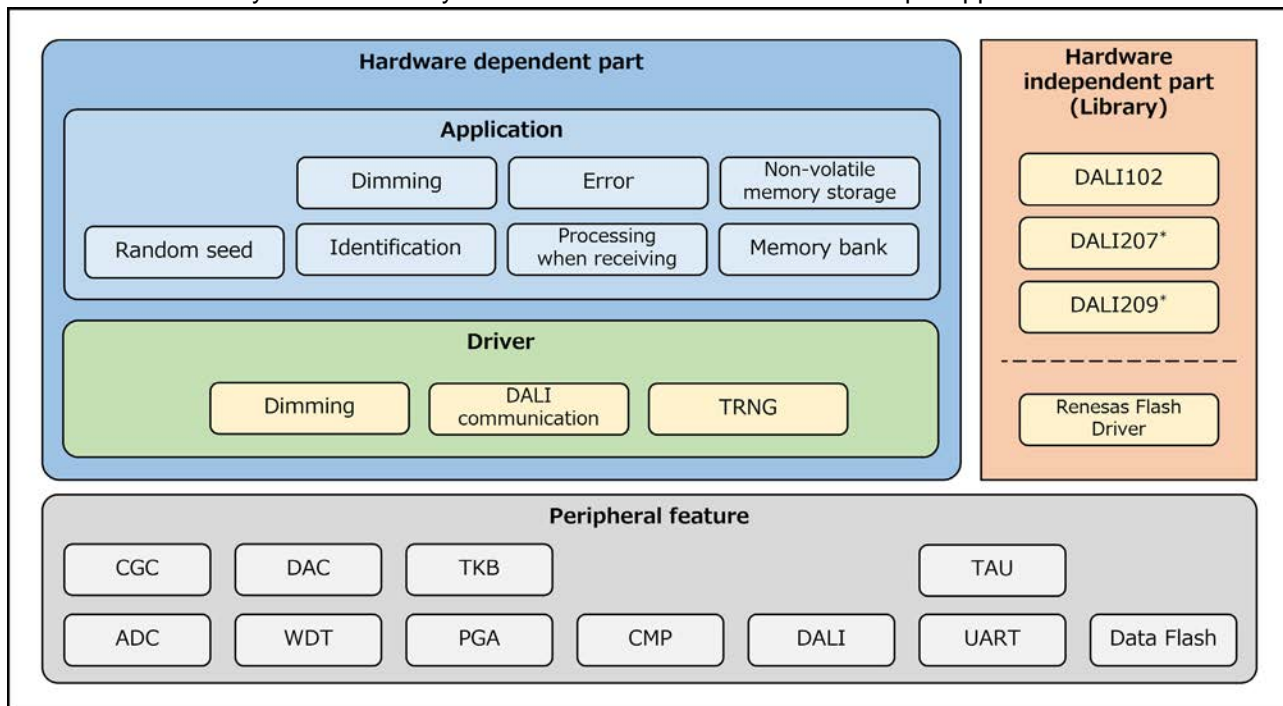 Hardware dependent part
Application
Dimming
Error
Non-volatile
memory storage
Random seed
Identification
Processing
when receiving
Memory bank
Driver
Dimming
DALI
communication
TRNG
Hardware
independent part
(Library)
DALI102
DALI207*
DALI209*
Renesas Flash
Driver
Peripheral feature
CGC
DAC
TKB
TAU
ADC
WDT
PGA
CMP
DALI
UART
Data Flash